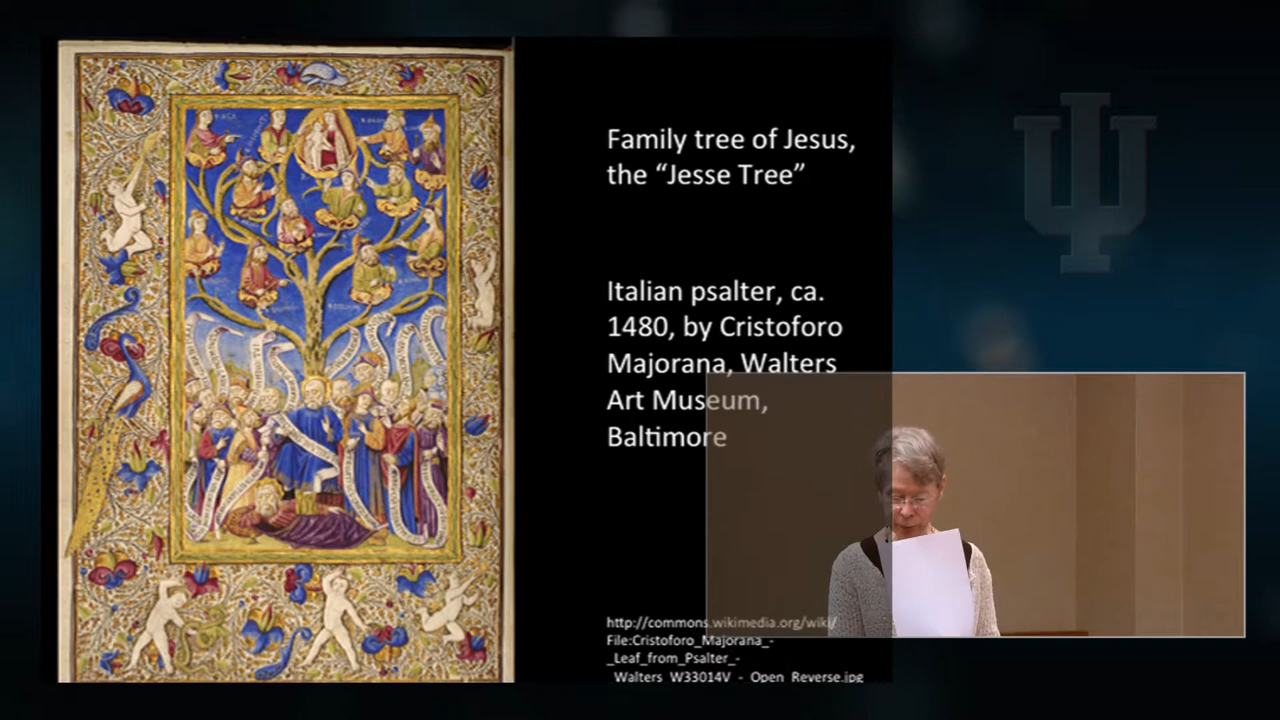 Family tree of Jesus,
the “Jesse Tree”
Italian psalter, ca.
1480, by Cristoforo
Majorana, Walters
Art Museum,
Baltimore
http://commons.wikimedia.org/wiki/
File:Cristoforo_Majorana_-
_Leaf_from_Psalter_-
_Walters_W33014V_-_Open_Reverse.jpg